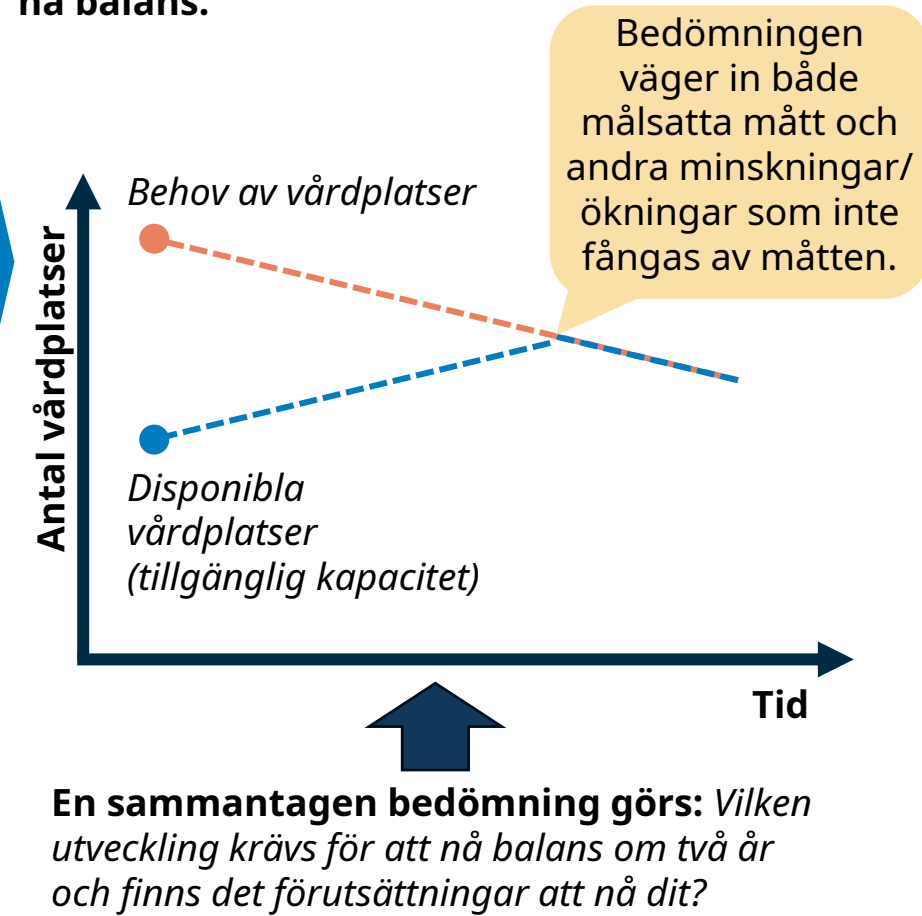 nå balans.
Bedömningen
väger in både
målsatta mått och
andra minskningar/
ökningar som inte
fångas av måtten.
Behov av vårdplatser
Antal vårdplatser
Disponibla
vårdplatser
(tillgänglig kapacitet)
Tid
En sammantagen bedömning görs: Vilken
utveckling krävs för att nå balans om två år
och finns det förutsättningar att nå dit?